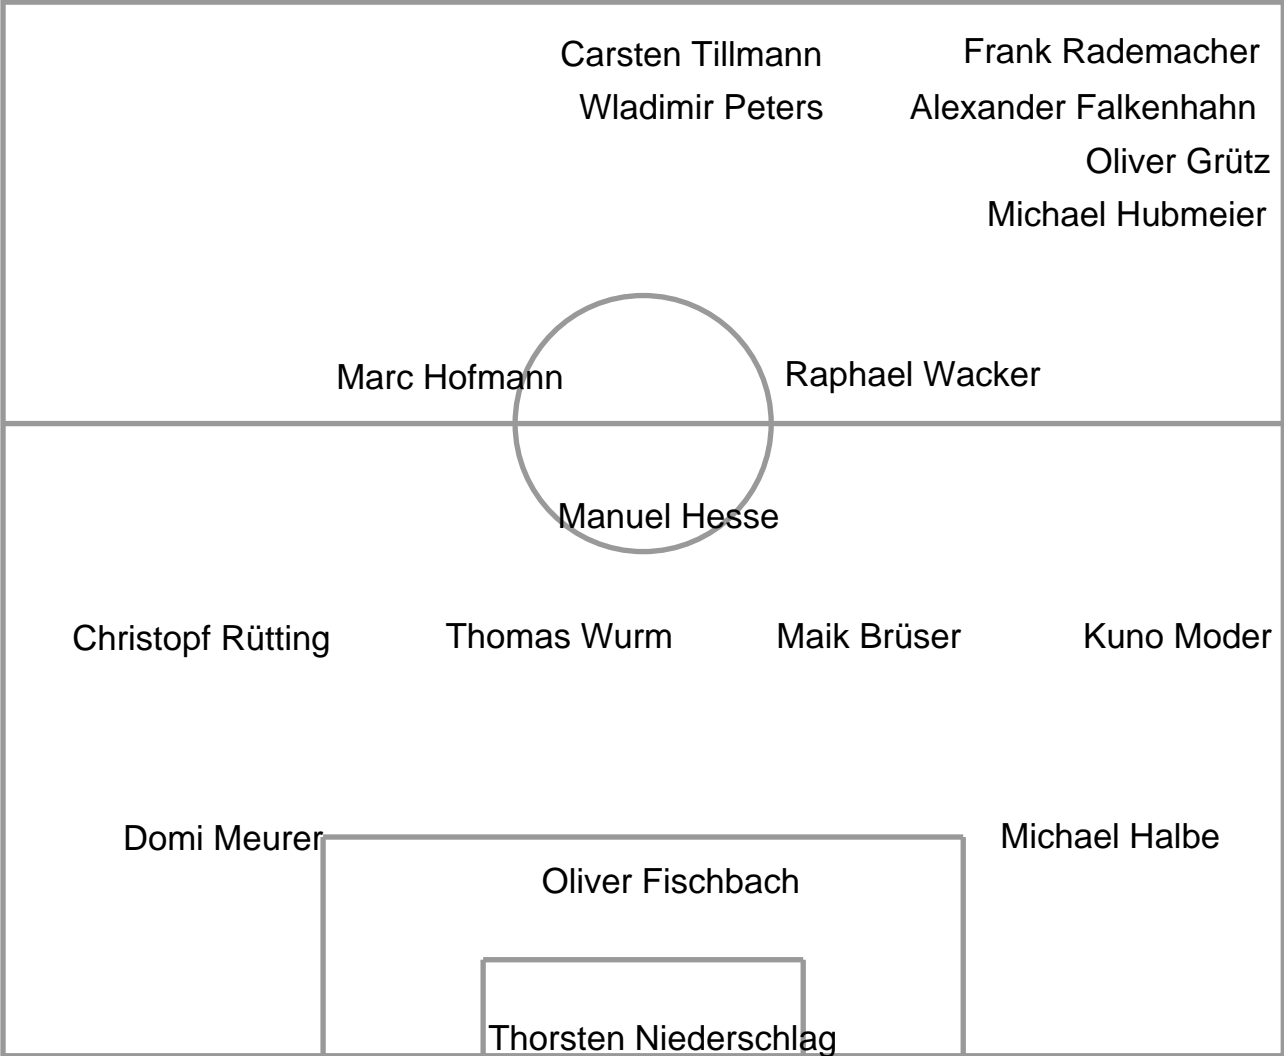 Carsten Tillmann Frank Rademacher
Wladimir Peters Alexander Falkenhahn
Oliver Grütz
Michael Hubmeier
Marc Hofmann Raphael Wacker
Manuel Hesse
Christopf Rütting Thomas Wurm Maik Brüser Kuno Moder
Domi Meurer Michael Halbe
Oliver Fischbach
Thorsten Niederschlag